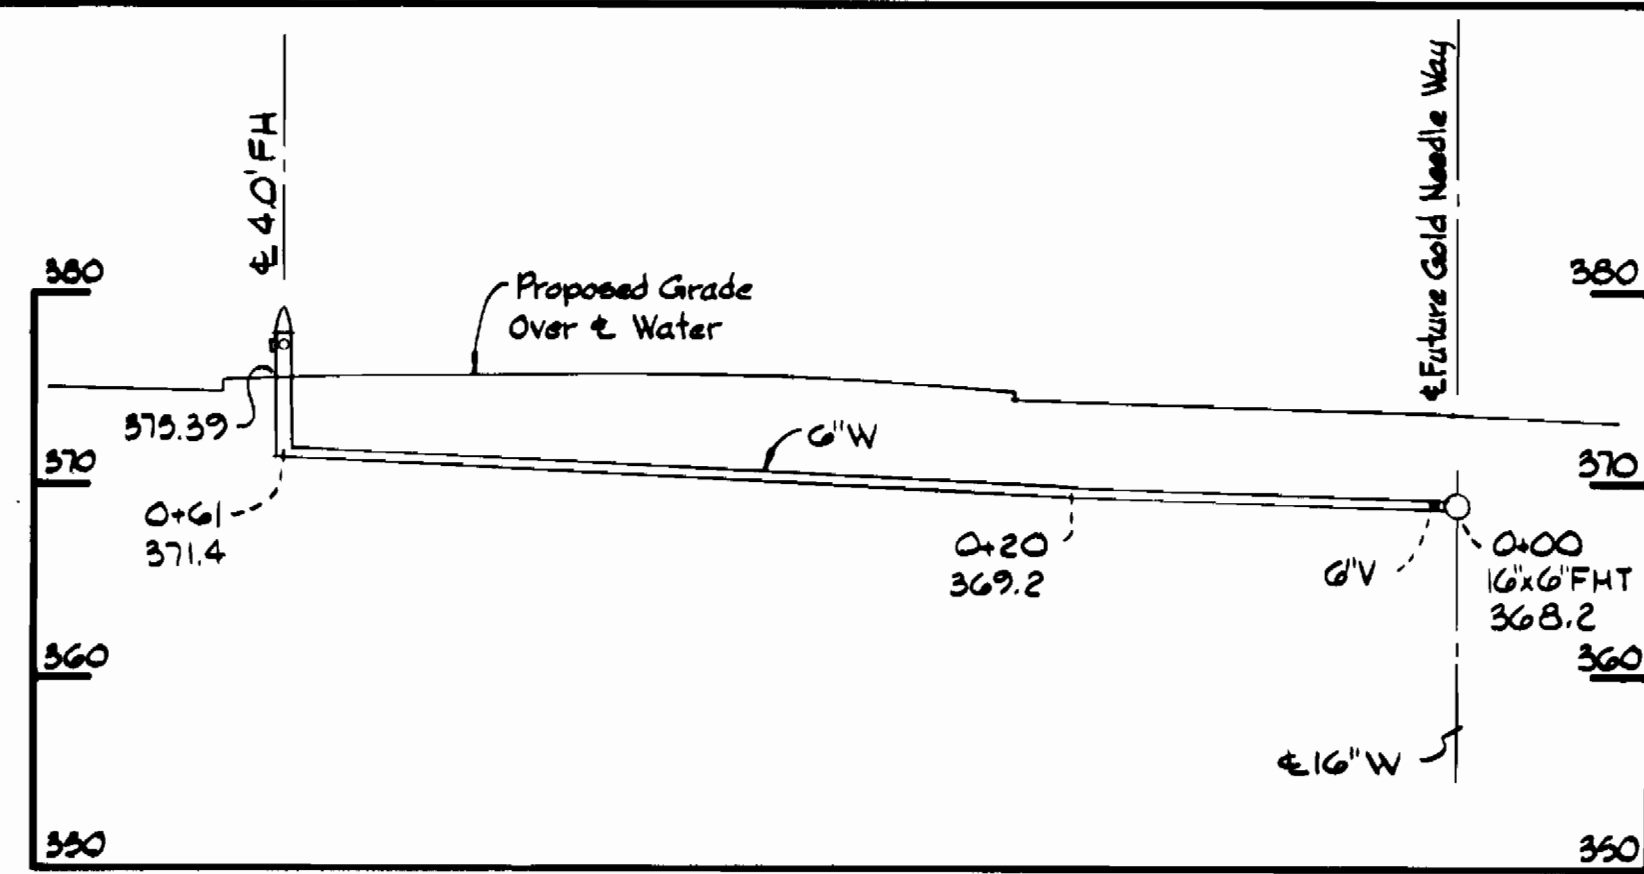 ℄ 4.0' FH
℄ Future Gold Needle Way
380
380
Proposed Grade
Over ℄ Water
375.39
6"W
370
370
0+61
371.4
0+20
369.2
6"V
0+00
16"x6"FHT
368.2
360
360
℄ 16"W
350
350